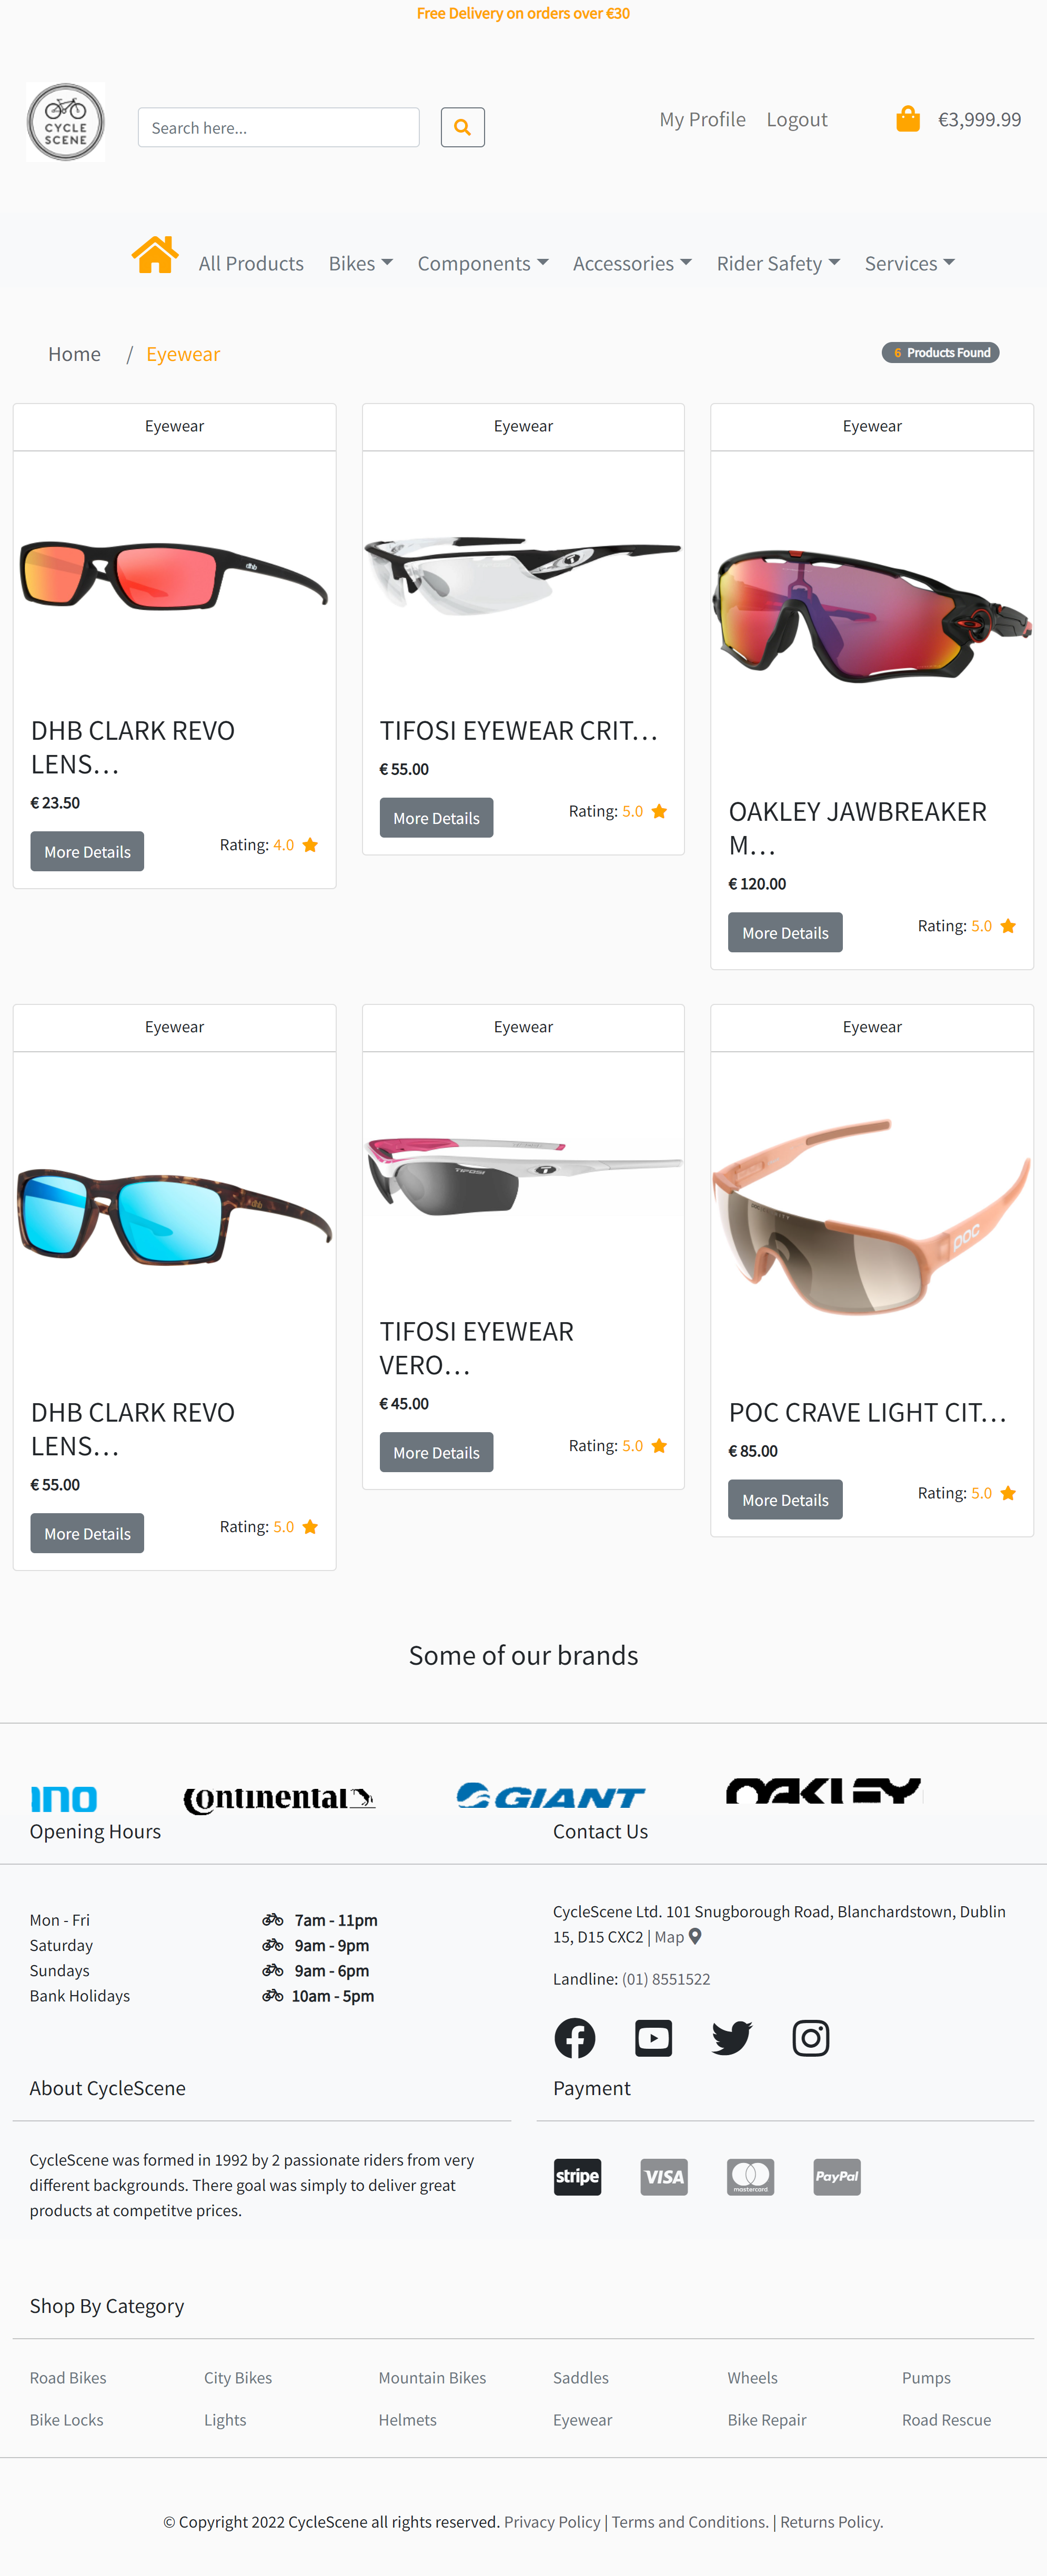 Free Delivery on orders over €30
CYCLE
SCENE
Search here...
My Profile Logout €3,999.99
All Products Bikes Components Accessories Rider Safety Services
Home / Eyewear
6 Products Found
Eyewear
dhb
DHB CLARK REVO
LENS…
€ 23.50
More Details
Rating: 4.0
Eyewear
TIFOSI EYEWEAR CRIT…
€ 55.00
More Details
Rating: 5.0
Eyewear
OAKLEY JAWBREAKER
M…
€ 120.00
More Details
Rating: 5.0
Eyewear
dhb
DHB CLARK REVO
LENS…
€ 55.00
More Details
Rating: 5.0
Eyewear
TIFOSI
TIFOSI EYEWEAR
VERO…
€ 45.00
More Details
Rating: 5.0
Eyewear
POC
POC CRAVE LIGHT CIT…
€ 85.00
More Details
Rating: 5.0
Some of our brands
Continental GIANT OAKLEY
Opening Hours
Mon - Fri 7am - 11pm
Saturday 9am - 9pm
Sundays 9am - 6pm
Bank Holidays 10am - 5pm
Contact Us
CycleScene Ltd. 101 Snugborough Road, Blanchardstown, Dublin
15, D15 CXC2 | Map
Landline: (01) 8551522
About CycleScene
CycleScene was formed in 1992 by 2 passionate riders from very
different backgrounds. There goal was simply to deliver great
products at competitve prices.
Payment
stripe VISA mastercard PayPal
Shop By Category
Road Bikes City Bikes Mountain Bikes Saddles Wheels Pumps
Bike Locks Lights Helmets Eyewear Bike Repair Road Rescue
© Copyright 2022 CycleScene all rights reserved. Privacy Policy | Terms and Conditions. | Returns Policy.